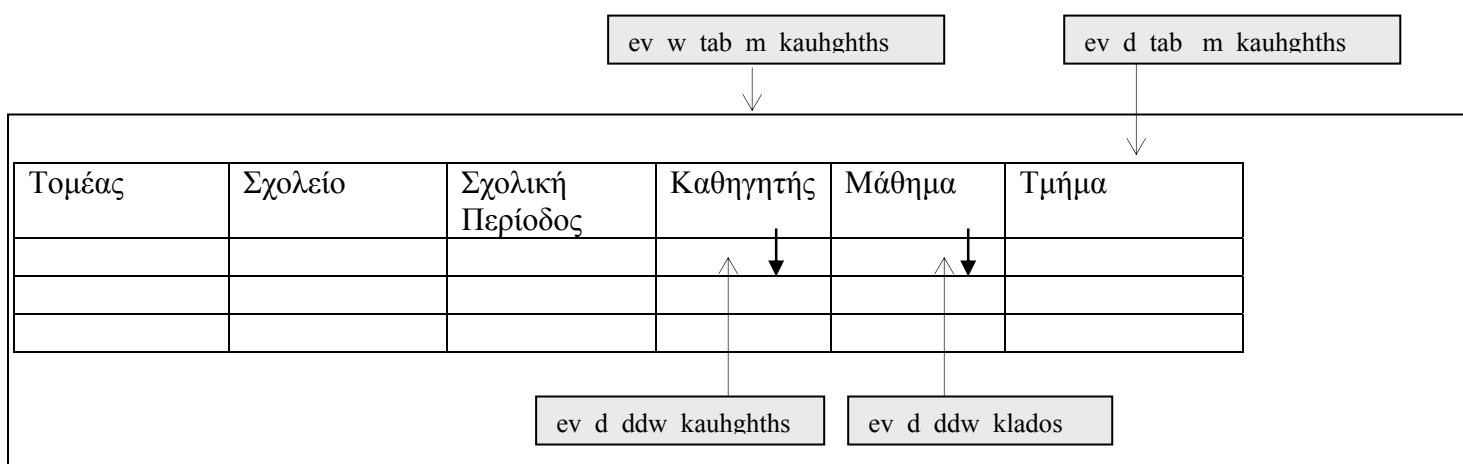 ev w tab m kauhghths ev d tab m kauhghths
Τομέας Σχολείο Σχολική Περίοδος Καθηγητής Μάθημα Τμήμα
ev d ddw kauhghths ev d ddw klados